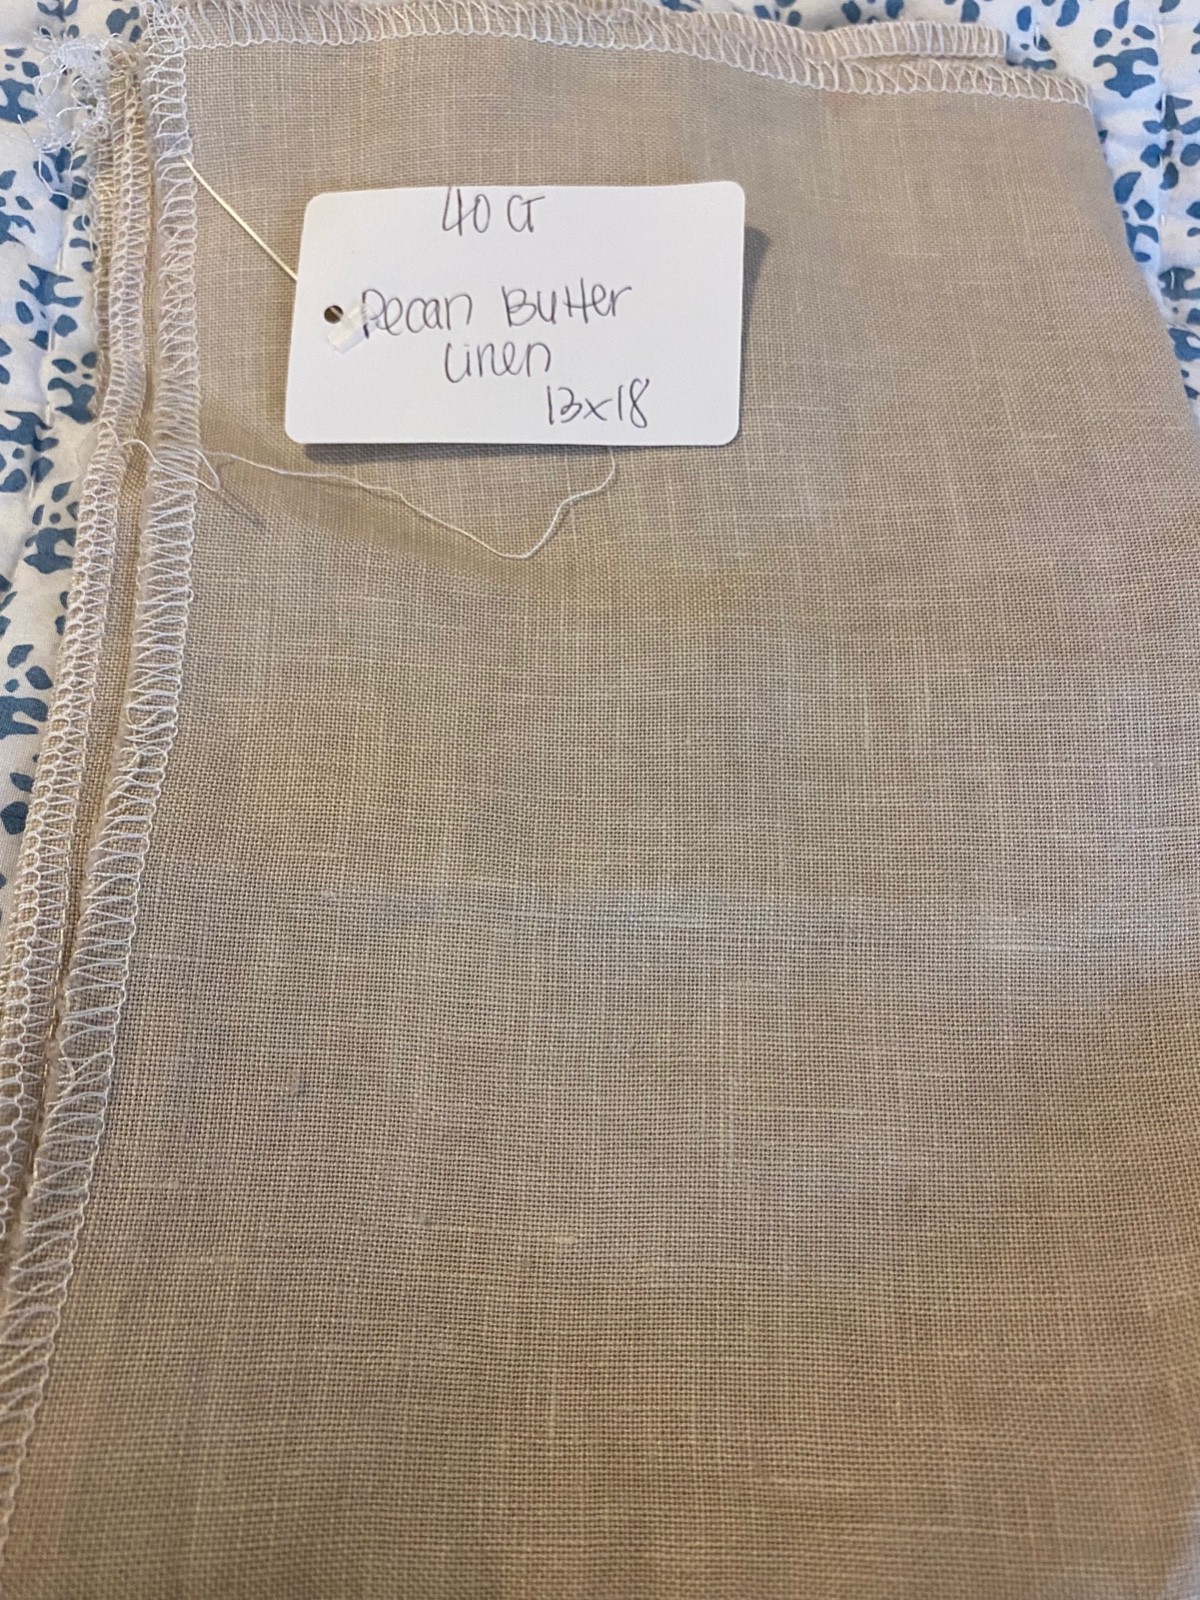 40 CT
Pecan Butter
Linen
13x18